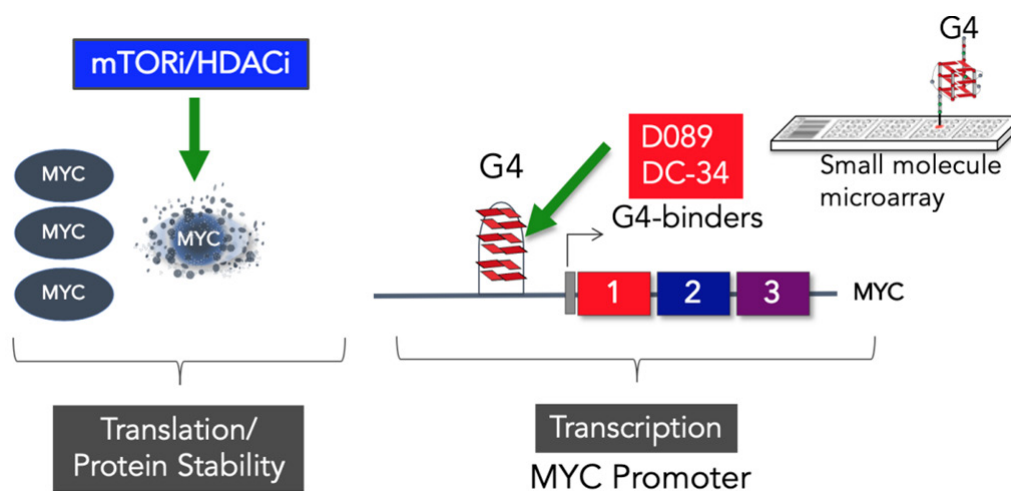 mTORi/HDACi
MYC
MYC
MYC
MYC
Translation/
Protein Stability
G4
D089
DC-34
G4-binders
1
2
3
MYC
Transcription
MYC Promoter
G4
Small molecule
microarray